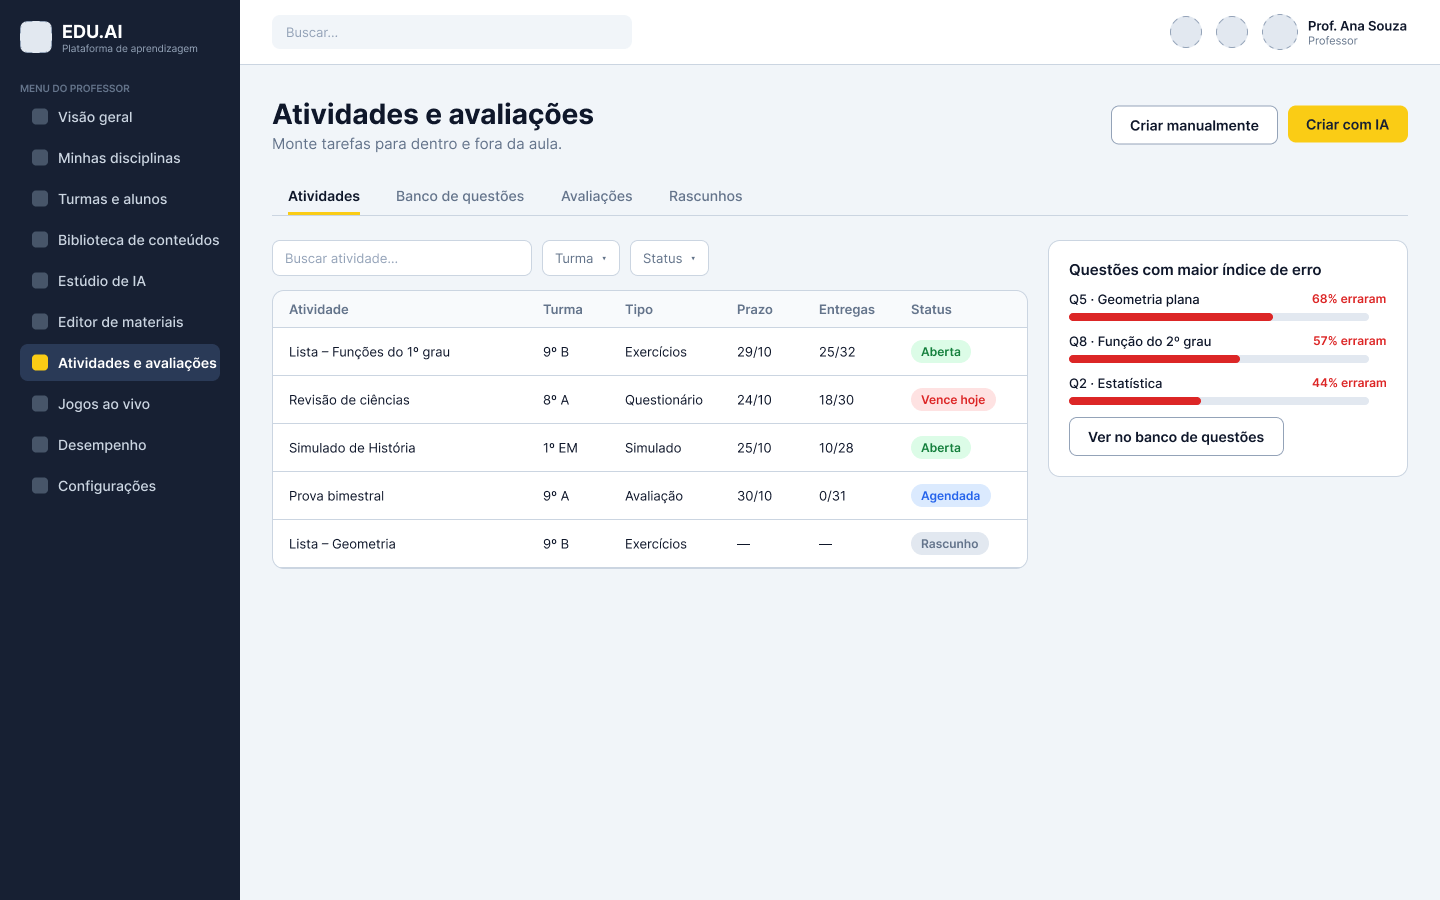 EDU.AI
Plataforma de aprendizagem
MENU DO PROFESSOR
Visão geral
Minhas disciplinas
Turmas e alunos
Biblioteca de conteúdos
Estúdio de IA
Editor de materiais
Atividades e avaliações
Jogos ao vivo
Desempenho
Configurações
Buscar...
Prof. Ana Souza
Professor
Atividades e avaliações
Monte tarefas para dentro e fora da aula.
Criar manualmente
Criar com IA
Atividades Banco de questões Avaliações Rascunhos
Buscar atividade... Turma Status
Atividade Turma Tipo Prazo Entregas Status
Lista – Funções do 1º grau 9º B Exercícios 29/10 25/32 Aberta
Revisão de ciências 8º A Questionário 24/10 18/30 Vence hoje
Simulado de História 1º EM Simulado 25/10 10/28 Aberta
Prova bimestral 9º A Avaliação 30/10 0/31 Agendada
Lista – Geometria 9º B Exercícios — — Rascunho
Questões com maior índice de erro
Q5 · Geometria plana 68% erraram
Q8 · Função do 2º grau 57% erraram
Q2 · Estatística 44% erraram
Ver no banco de questões